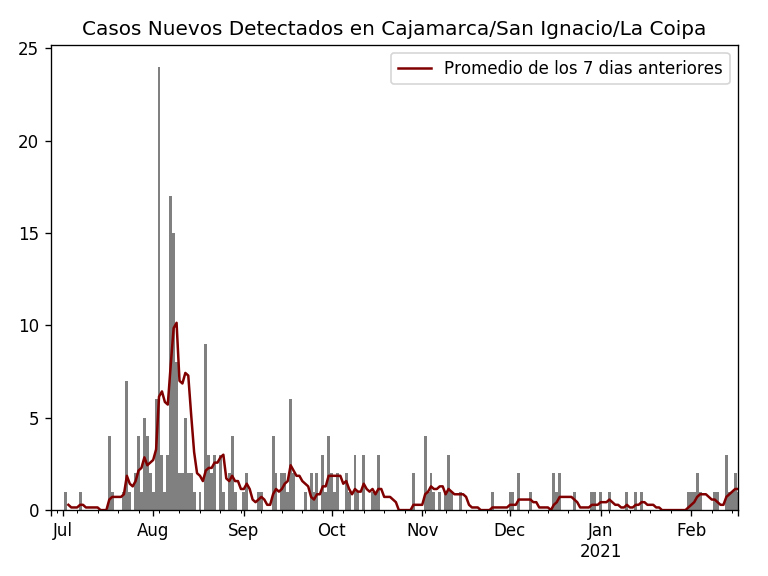 Casos Nuevos Detectados en Cajamarca/San Ignacio/La Coipa
Promedio de los 7 dias anteriores
25
20
15
10
5
0
Jul Aug Sep Oct Nov Dec Jan Feb
2021